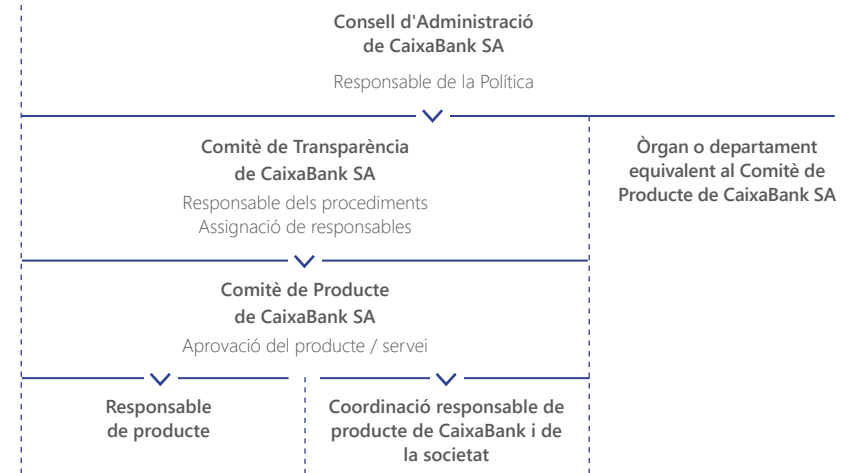 Consell d'Administració
de CaixaBank SA
Responsable de la Política
Comitè de Transparència
de CaixaBank SA
Responsable dels procediments
Assignació de responsables
Òrgan o departament
equivalent al Comitè de
Producte de CaixaBank SA
Comitè de Producte
de CaixaBank SA
Aprovació del producte / servei
Responsable
de producte
Coordinació responsable de
producte de CaixaBank i de
la societat